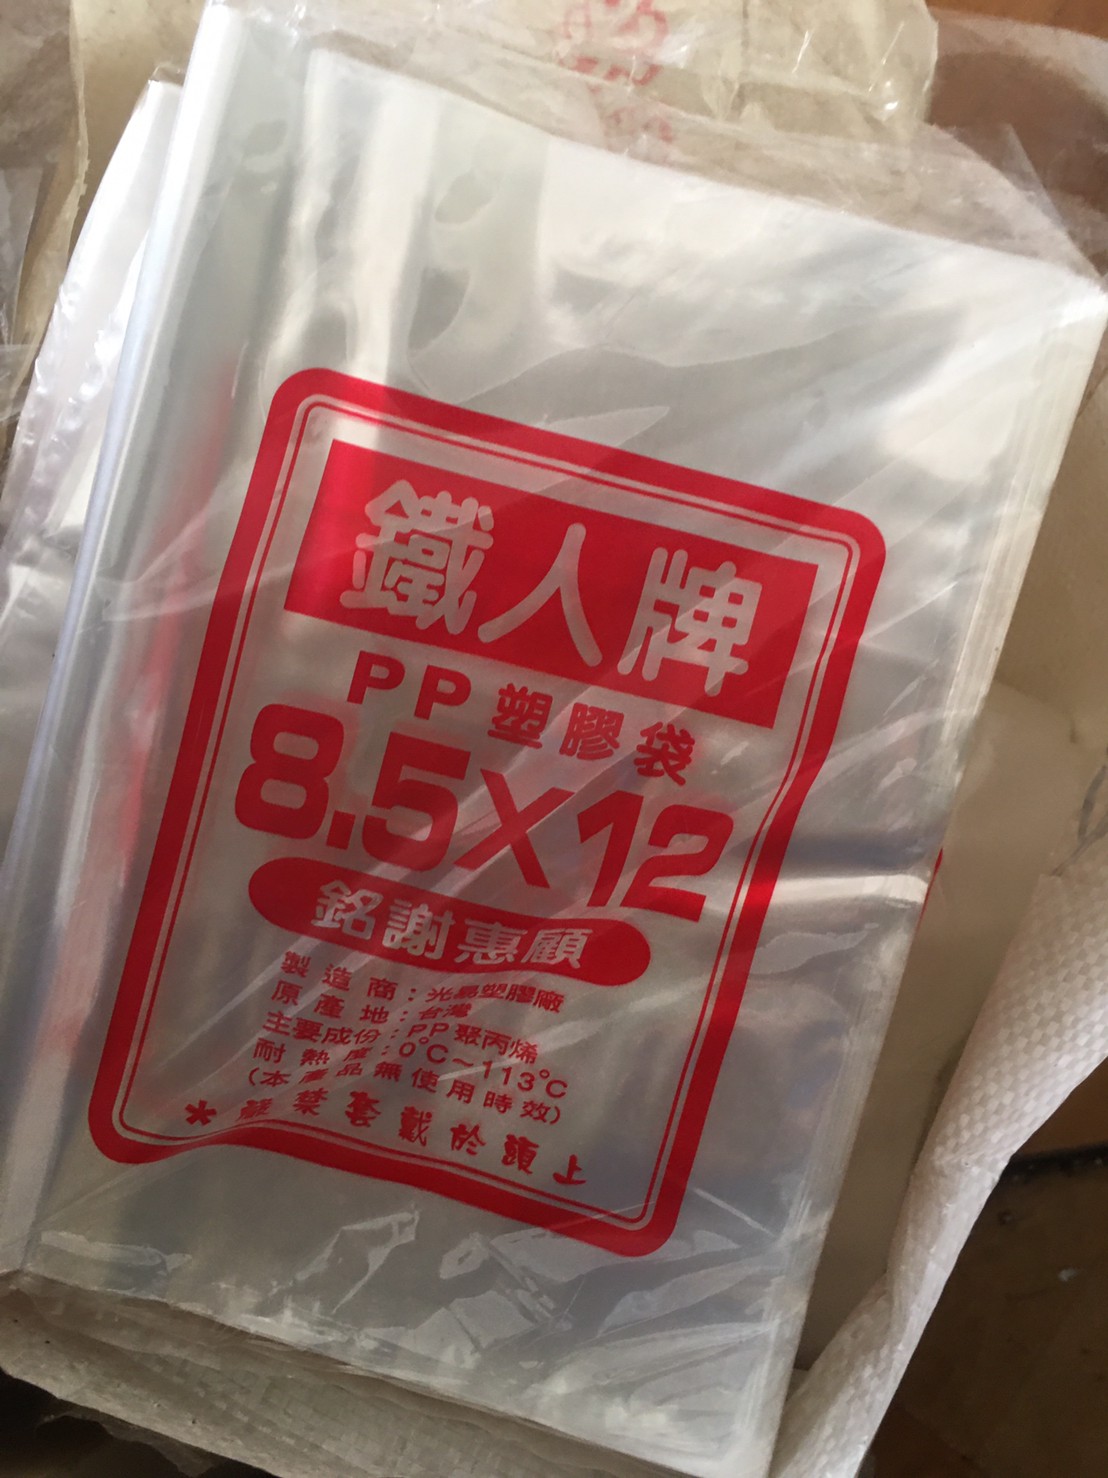 鐵人牌
PP塑膠袋
8.5X12
銘謝惠顧
製造商:光昌塑膠廠
原產地:台灣
主要成份:PP聚丙烯
耐熱度:0°C~113°C
(本產品無使用時效)
*嚴禁套戴於頭上